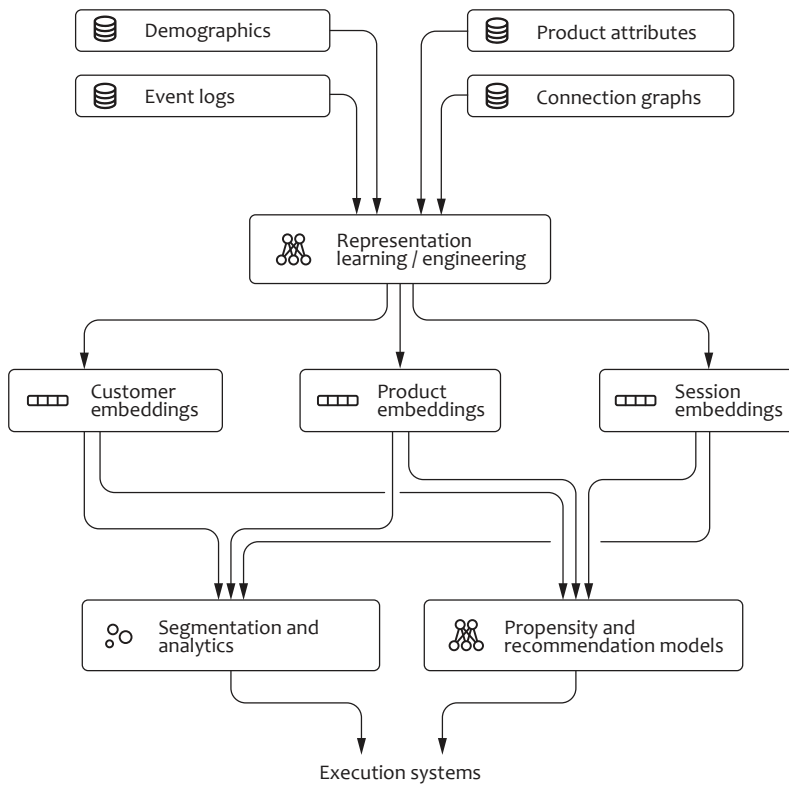 Demographics
Product attributes
Event logs
Connection graphs
Representation
learning / engineering
Customer
embeddings
Product
embeddings
Session
embeddings
Segmentation and
analytics
Propensity and
recommendation models
Execution systems